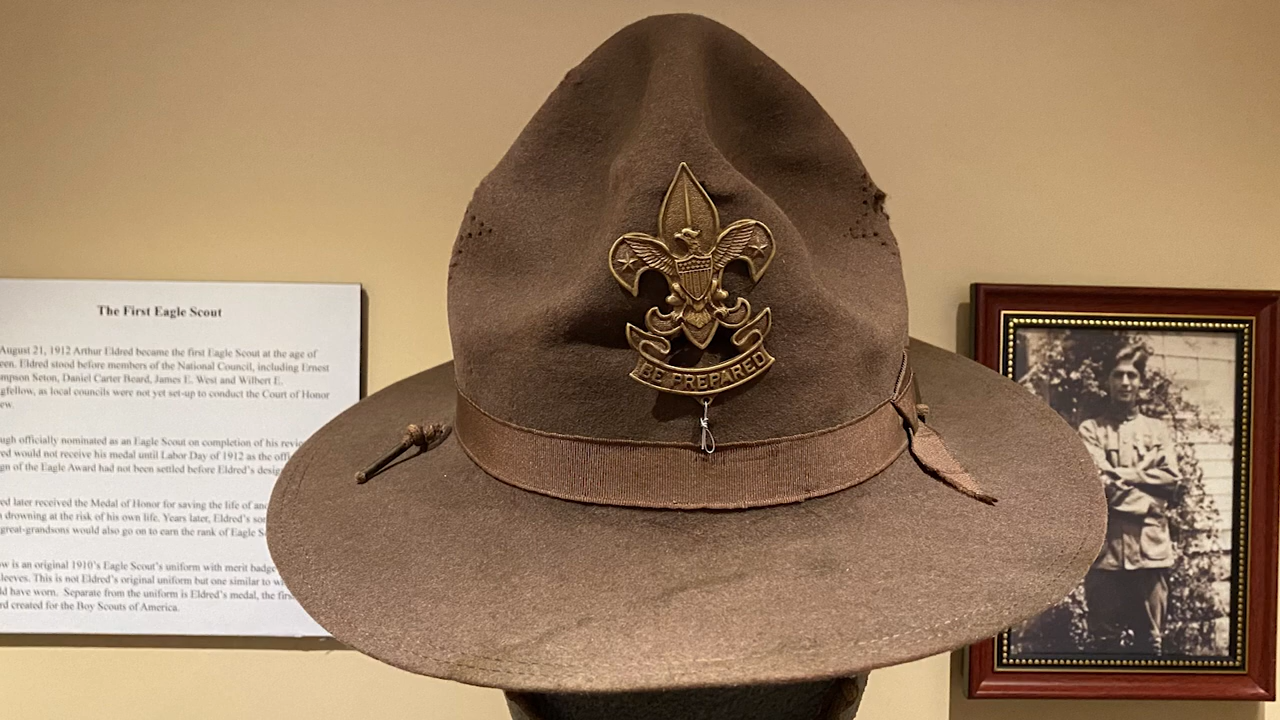 The First Eagle Scout
August 21, 1912 Arthur Eldred became the first Eagle Scout at the age of
een. Eldred stood before members of the National Council, including Ernest
mpson Seton, Daniel Carter Beard, James E. West and Wilbert E.
gfellow, as local councils were not yet set-up to conduct the Court of Honor
ew.
ugh officially nominated as an Eagle Scout on completion of his revie
ed would not receive his medal until Labor Day of 1912 as the offi
gn of the Eagle Award had not been settled before Eldred's design
ed later received the Medal of Honor for saving the life of an
drowning at the risk of his own life. Years later, Eldred's son
great-grandsons would also go on to earn the rank of Eagle S
ow is an original 1910's Eagle Scout's uniform with merit badge
leeves. This is not Eldred's original uniform but one similar to w
ld have worn. Separate from the uniform is Eldred's medal, the firs
rd created for the Boy Scouts of America.
BE PREPARED